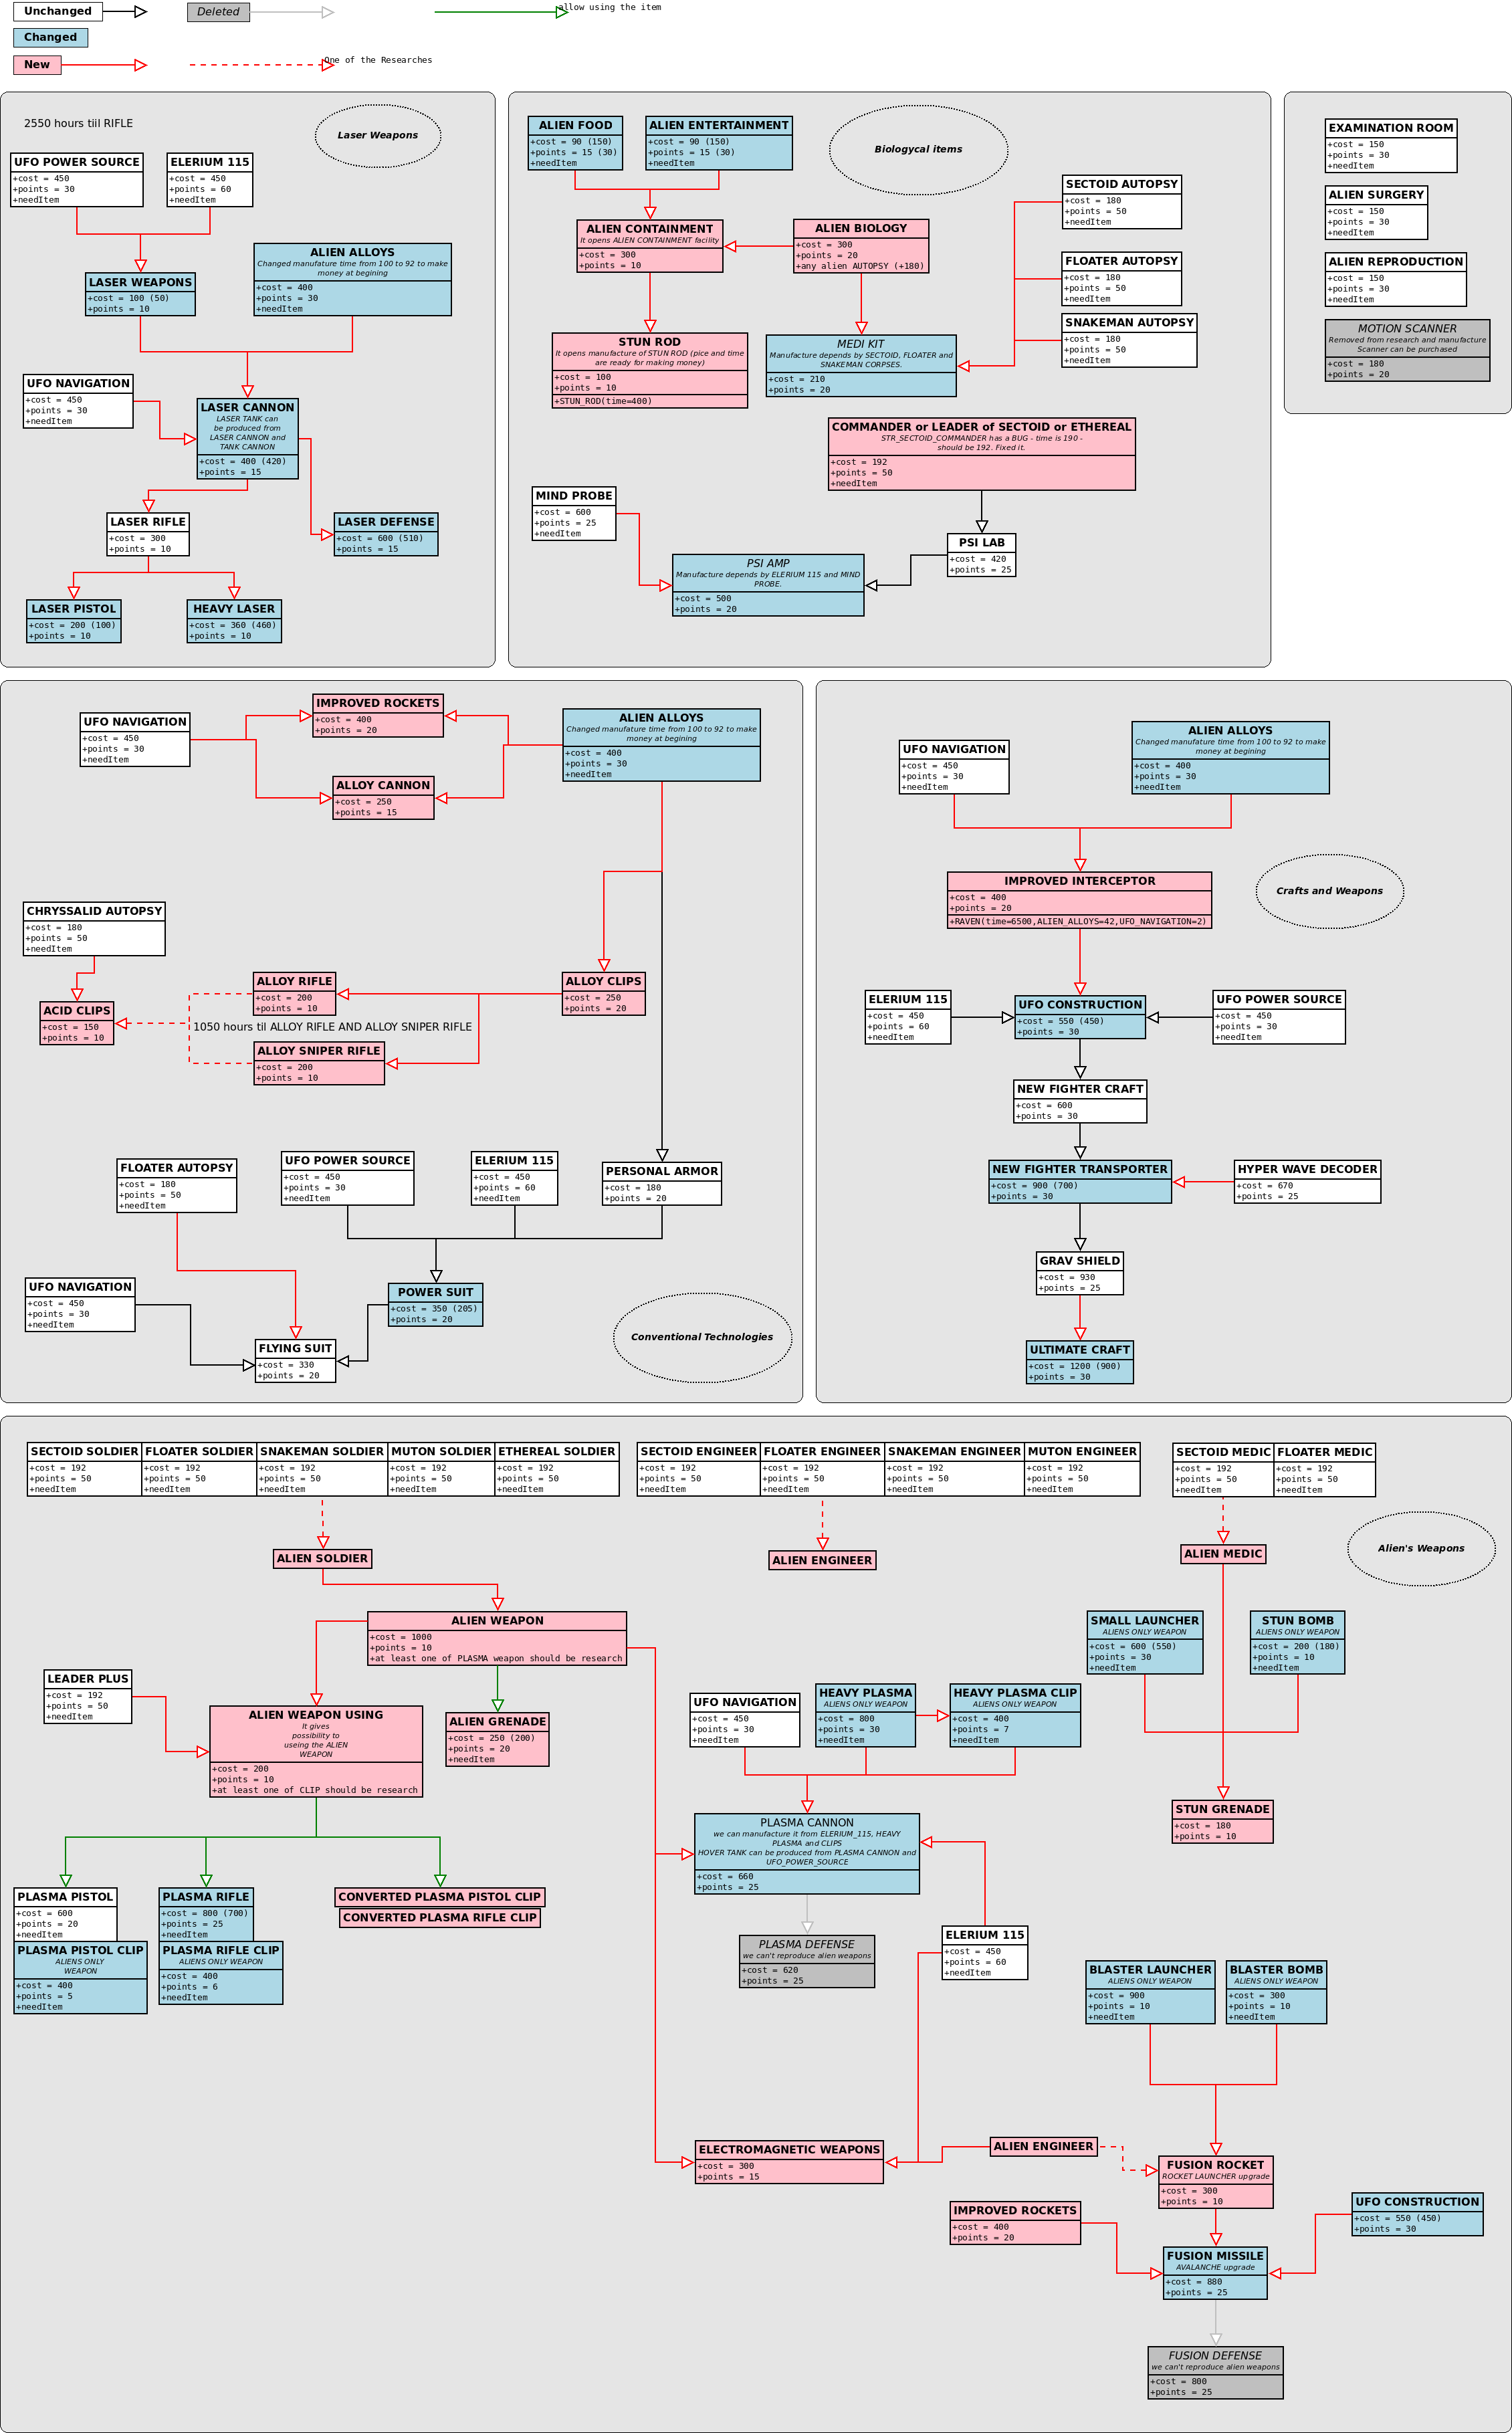 Unchanged
Deleted
allow using the item
Changed
New
One of the Researches
2550 hours tiil RIFLE
Laser Weapons
UFO POWER SOURCE
+cost = 450
+points = 30
+needItem
ELERIUM 115
+cost = 450
+points = 60
+needItem
ALIEN ALLOYS
Changed manufature time from 100 to 92 to make
money at begining
+cost = 400
+points = 30
+needItem
LASER WEAPONS
+cost = 100 (50)
+points = 10
UFO NAVIGATION
+cost = 450
+points = 30
+needItem
LASER CANNON
LASER TANK can
be produced from
LASER CANNON and
TANK CANNON
+cost = 400 (420)
+points = 15
LASER RIFLE
+cost = 300
+points = 10
LASER DEFENSE
+cost = 600 (510)
+points = 15
LASER PISTOL
+cost = 200 (100)
+points = 10
HEAVY LASER
+cost = 360 (460)
+points = 10
ALIEN FOOD
+cost = 90 (150)
+points = 15 (30)
+needItem
ALIEN ENTERTAINMENT
+cost = 90 (150)
+points = 15 (30)
+needItem
Biologycal items
SECTOID AUTOPSY
+cost = 180
+points = 50
+needItem
ALIEN CONTAINMENT
It opens ALIEN CONTAINMENT facility
+cost = 300
+points = 10
ALIEN BIOLOGY
+cost = 300
+points = 20
+any alien AUTOPSY (+180)
FLOATER AUTOPSY
+cost = 180
+points = 50
+needItem
SNAKEMAN AUTOPSY
+cost = 180
+points = 50
+needItem
STUN ROD
It opens manufacture of STUN ROD (pice and time
are ready for making money)
+cost = 100
+points = 10
+STUN_ROD(time=400)
MEDI KIT
Manufacture depends by SECTOID, FLOATER and
SNAKEMAN CORPSES.
+cost = 210
+points = 20
COMMANDER or LEADER of SECTOID or ETHEREAL
STR_SECTOID_COMMANDER has a BUG - time is 190 -
should be 192. Fixed it.
+cost = 192
+points = 50
+needItem
MIND PROBE
+cost = 600
+points = 25
+needItem
PSI LAB
+cost = 420
+points = 25
PSI AMP
Manufacture depends by ELERIUM 115 and MIND
PROBE.
+cost = 500
+points = 20
EXAMINATION ROOM
+cost = 150
+points = 30
+needItem
ALIEN SURGERY
+cost = 150
+points = 30
+needItem
ALIEN REPRODUCTION
+cost = 150
+points = 30
+needItem
MOTION SCANNER
Removed from research and manufacture
Scanner can be purchased
+cost = 180
+points = 20
UFO NAVIGATION
+cost = 450
+points = 30
+needItem
IMPROVED ROCKETS
+cost = 400
+points = 20
ALIEN ALLOYS
Changed manufature time from 100 to 92 to make
money at begining
+cost = 400
+points = 30
+needItem
ALLOY CANNON
+cost = 250
+points = 15
CHRYSSALID AUTOPSY
+cost = 180
+points = 50
+needItem
ALLOY RIFLE
+cost = 200
+points = 10
ALLOY CLIPS
+cost = 250
+points = 20
ACID CLIPS
+cost = 150
+points = 10
1050 hours til ALLOY RIFLE AND ALLOY SNIPER RIFLE
ALLOY SNIPER RIFLE
+cost = 200
+points = 10
FLOATER AUTOPSY
+cost = 180
+points = 50
+needItem
UFO POWER SOURCE
+cost = 450
+points = 30
+needItem
ELERIUM 115
+cost = 450
+points = 60
+needItem
PERSONAL ARMOR
+cost = 180
+points = 20
UFO NAVIGATION
+cost = 450
+points = 30
+needItem
POWER SUIT
+cost = 350 (205)
+points = 20
FLYING SUIT
+cost = 330
+points = 20
Conventional Technologies
UFO NAVIGATION
+cost = 450
+points = 30
+needItem
ALIEN ALLOYS
Changed manufature time from 100 to 92 to make
money at begining
+cost = 400
+points = 30
+needItem
IMPROVED INTERCEPTOR
+cost = 400
+points = 20
+RAVEN(time=6500,ALIEN_ALLOYS=42,UFO_NAVIGATION=2)
Crafts and Weapons
ELERIUM 115
+cost = 450
+points = 60
+needItem
UFO CONSTRUCTION
+cost = 550 (450)
+points = 30
UFO POWER SOURCE
+cost = 450
+points = 30
+needItem
NEW FIGHTER CRAFT
+cost = 600
+points = 30
NEW FIGHTER TRANSPORTER
+cost = 900 (700)
+points = 30
HYPER WAVE DECODER
+cost = 670
+points = 25
GRAV SHIELD
+cost = 930
+points = 25
ULTIMATE CRAFT
+cost = 1200 (900)
+points = 30
SECTOID SOLDIER
+cost = 192
+points = 50
+needItem
FLOATER SOLDIER
+cost = 192
+points = 50
+needItem
SNAKEMAN SOLDIER
+cost = 192
+points = 50
+needItem
MUTON SOLDIER
+cost = 192
+points = 50
+needItem
ETHEREAL SOLDIER
+cost = 192
+points = 50
+needItem
SECTOID ENGINEER
+cost = 192
+points = 50
+needItem
FLOATER ENGINEER
+cost = 192
+points = 50
+needItem
SNAKEMAN ENGINEER
+cost = 192
+points = 50
+needItem
MUTON ENGINEER
+cost = 192
+points = 50
+needItem
SECTOID MEDIC
+cost = 192
+points = 50
+needItem
FLOATER MEDIC
+cost = 192
+points = 50
+needItem
ALIEN SOLDIER
ALIEN ENGINEER
ALIEN MEDIC
Alien's Weapons
ALIEN WEAPON
+cost = 1000
+points = 10
+at least one of PLASMA weapon should be research
SMALL LAUNCHER
ALIENS ONLY WEAPON
+cost = 600 (550)
+points = 30
+needItem
STUN BOMB
ALIENS ONLY WEAPON
+cost = 200 (180)
+points = 10
+needItem
LEADER PLUS
+cost = 192
+points = 50
+needItem
ALIEN WEAPON USING
It gives
possibility to
useing the ALIEN
WEAPON
+cost = 200
+points = 10
+at least one of CLIP should be research
ALIEN GRENADE
+cost = 250 (200)
+points = 20
+needItem
UFO NAVIGATION
+cost = 450
+points = 30
+needItem
HEAVY PLASMA
ALIENS ONLY WEAPON
+cost = 800
+points = 30
+needItem
HEAVY PLASMA CLIP
ALIENS ONLY WEAPON
+cost = 400
+points = 7
+needItem
STUN GRENADE
+cost = 180
+points = 10
PLASMA CANNON
we can manufacture it from ELERIUM_115, HEAVY
PLASMA and CLIPS
HOVER TANK can be produced from PLASMA CANNON and
UFO_POWER_SOURCE
+cost = 660
+points = 25
PLASMA PISTOL
+cost = 600
+points = 20
+needItem
PLASMA PISTOL CLIP
ALIENS ONLY
WEAPON
+cost = 400
+points = 5
+needItem
PLASMA RIFLE
+cost = 800 (700)
+points = 25
+needItem
PLASMA RIFLE CLIP
ALIENS ONLY WEAPON
+cost = 400
+points = 6
+needItem
CONVERTED PLASMA PISTOL CLIP
CONVERTED PLASMA RIFLE CLIP
PLASMA DEFENSE
we can't reproduce alien weapons
+cost = 620
+points = 25
ELERIUM 115
+cost = 450
+points = 60
+needItem
BLASTER LAUNCHER
ALIENS ONLY WEAPON
+cost = 900
+points = 10
+needItem
BLASTER BOMB
ALIENS ONLY WEAPON
+cost = 300
+points = 10
+needItem
ELECTROMAGNETIC WEAPONS
+cost = 300
+points = 15
ALIEN ENGINEER
FUSION ROCKET
ROCKET LAUNCHER upgrade
+cost = 300
+points = 10
IMPROVED ROCKETS
+cost = 400
+points = 20
UFO CONSTRUCTION
+cost = 550 (450)
+points = 30
FUSION MISSILE
AVALANCHE upgrade
+cost = 880
+points = 25
FUSION DEFENSE
we can't reproduce alien weapons
+cost = 800
+points = 25